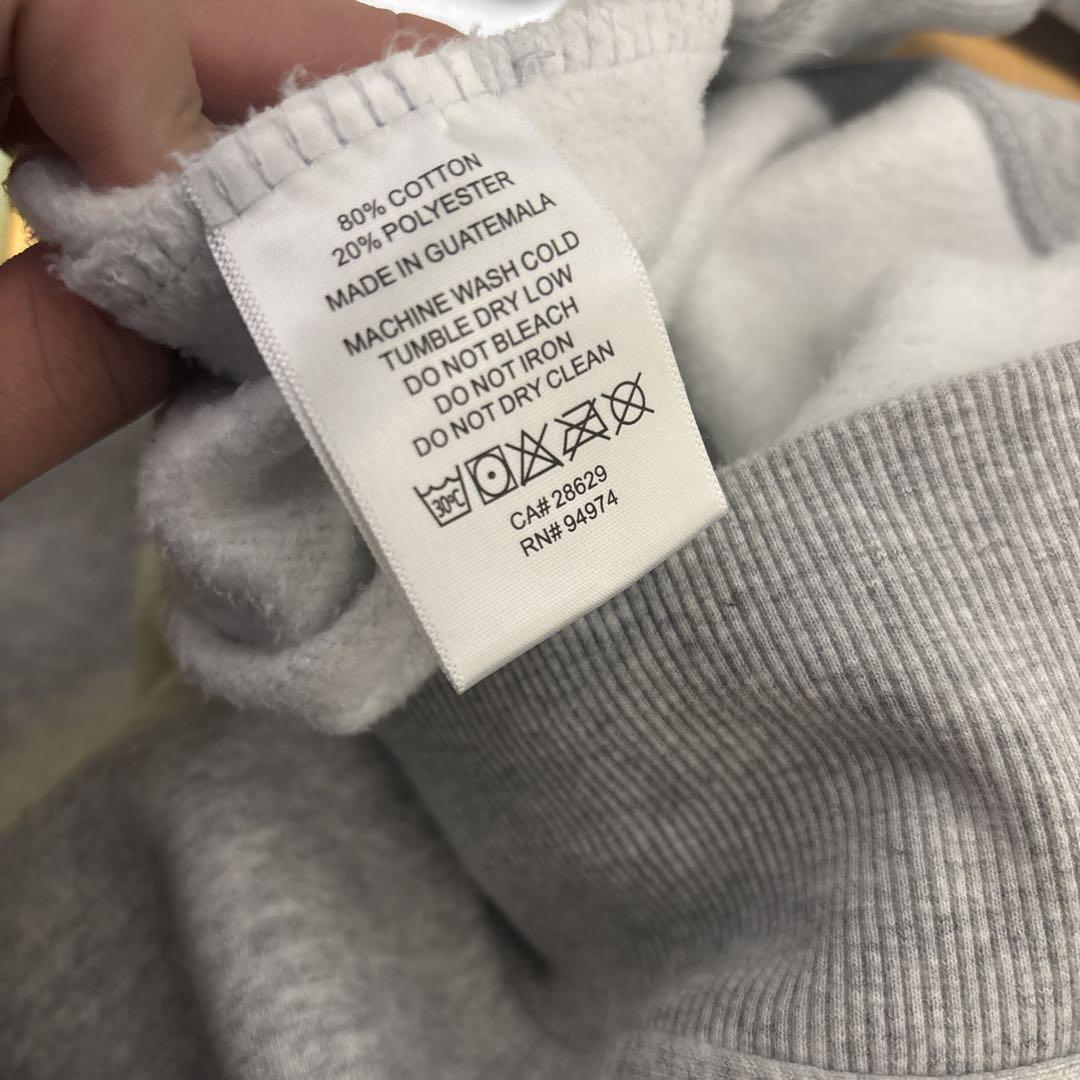 80% COTTON
20% POLYESTER
MADE IN GUATEMALA
MACHINE WASH COLD
TUMBLE DRY LOW
DO NOT BLEACH
DO NOT IRON
DO NOT DRY CLEAN
30°C
CA# 28629
RN# 94974